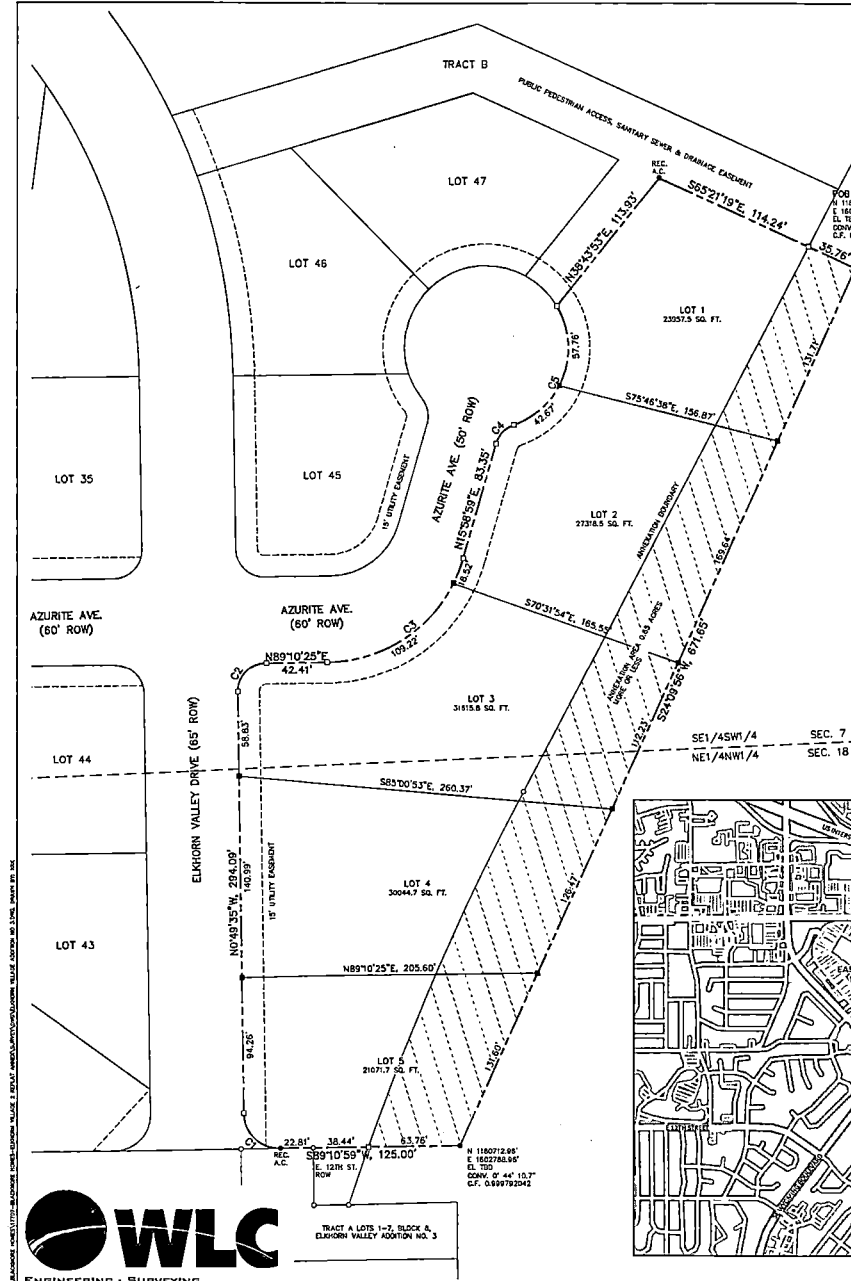 TRACT B
PUBLIC PEDESTRIAN ACCESS, SANITARY SEWER & DRAINAGE EASEMENT
LOT 47
REC.
A.C.
S65°21'19"E, 114.24'
35.76'
N38°43'53"E, 113.93'
LOT 46
LOT 1
23957.5 SQ. FT.
57.76'
131.71'
C5
S75°46'38"E, 156.87'
42.67'
C4
AZURITE AVE. (50' ROW)
N15°58'59"E, 83.35'
LOT 35
LOT 45
15' UTILITY EASEMENT
LOT 2
27318.5 SQ. FT.
ANNEXATION BOUNDARY
169.64'
18.52'
S70°31'54"E, 165.55'
AZURITE AVE.
(60' ROW)
AZURITE AVE.
(60' ROW)
C3
109.22'
N89°10'25"E
42.41'
C2
ANNEXATION AREA 0.65 ACRES
MORE OR LESS
S24°09'56"W, 671.65'
LOT 3
31615.8 SQ. FT.
58.83'
112.23'
ELKHORN VALLEY DRIVE (65' ROW)
SE1/4SW1/4 SEC. 7
NE1/4NW1/4 SEC. 18
LOT 44
S85°00'53"E, 260.37'
N0°49'35"W, 294.09'
140.99'
15' UTILITY EASEMENT
LOT 4
30044.7 SQ. FT.
126.47'
LOT 43
N89°10'25"E, 205.60'
94.26'
LOT 5
21071.7 SQ. FT.
131.60'
C1
22.81'
38.44'
63.76'
S89°10'59"W, 125.00'
REC.
A.C.
E. 12TH ST.
ROW
N 1180712.96'
E 1602788.96'
EL TBD
CONV. 0° 44' 10.7"
C.F. 0.999792042
TRACT A LOTS 1-7, BLOCK 8,
ELKHORN VALLEY ADDITION NO. 3
E 12TH STREET
WLC
ENGINEERING • SURVEYING